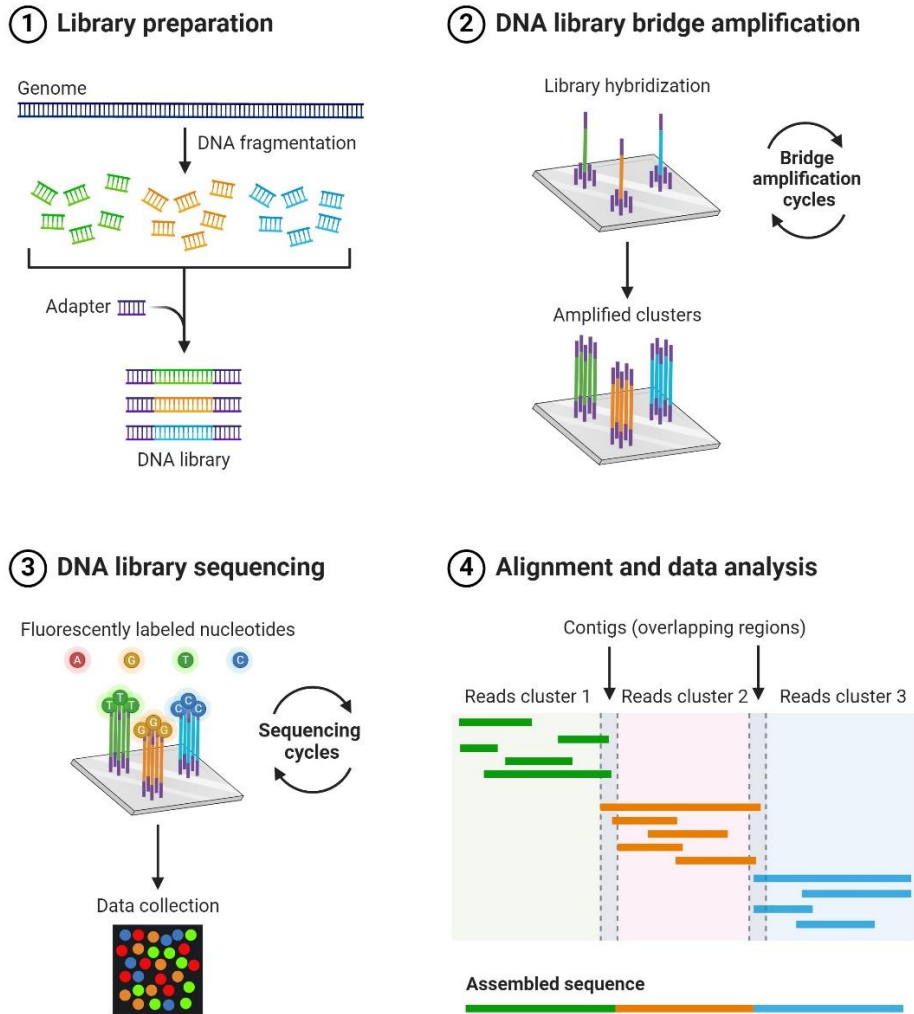 1 Library preparation
Genome
DNA fragmentation
Adapter
DNA library
2 DNA library bridge amplification
Library hybridization
Bridge
amplification
cycles
Amplified clusters
3 DNA library sequencing
Fluorescently labeled nucleotides
A G T C
T T T
G G G
C C C
Sequencing
cycles
Data collection
4 Alignment and data analysis
Contigs (overlapping regions)
Reads cluster 1 Reads cluster 2 Reads cluster 3
Assembled sequence